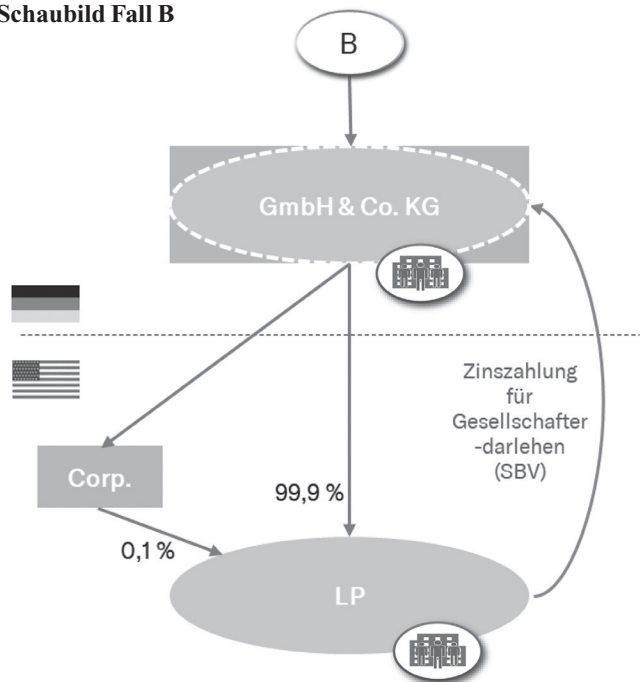 Schaubild Fall B
B
GmbH & Co. KG
Zinszahlung
für
Gesellschafter
-darlehen
(SBV)
Corp.
99,9 %
0,1 %
LP